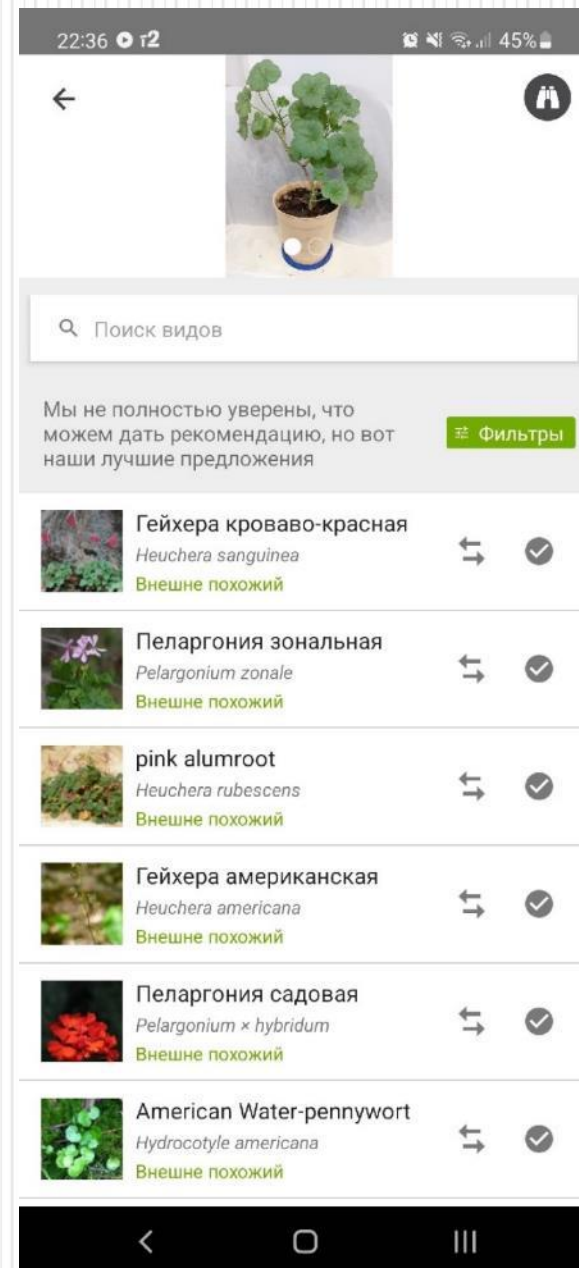 22:36 т2 45%
Поиск видов
Мы не полностью уверены, что
можем дать рекомендацию, но вот
наши лучшие предложения
Фильтры
Гейхера кроваво-красная
Heuchera sanguinea
Внешне похожий
Пеларгония зональная
Pelargonium zonale
Внешне похожий
pink alumroot
Heuchera rubescens
Внешне похожий
Гейхера американская
Heuchera americana
Внешне похожий
Пеларгония садовая
Pelargonium × hybridum
Внешне похожий
American Water-pennywort
Hydrocotyle americana
Внешне похожий